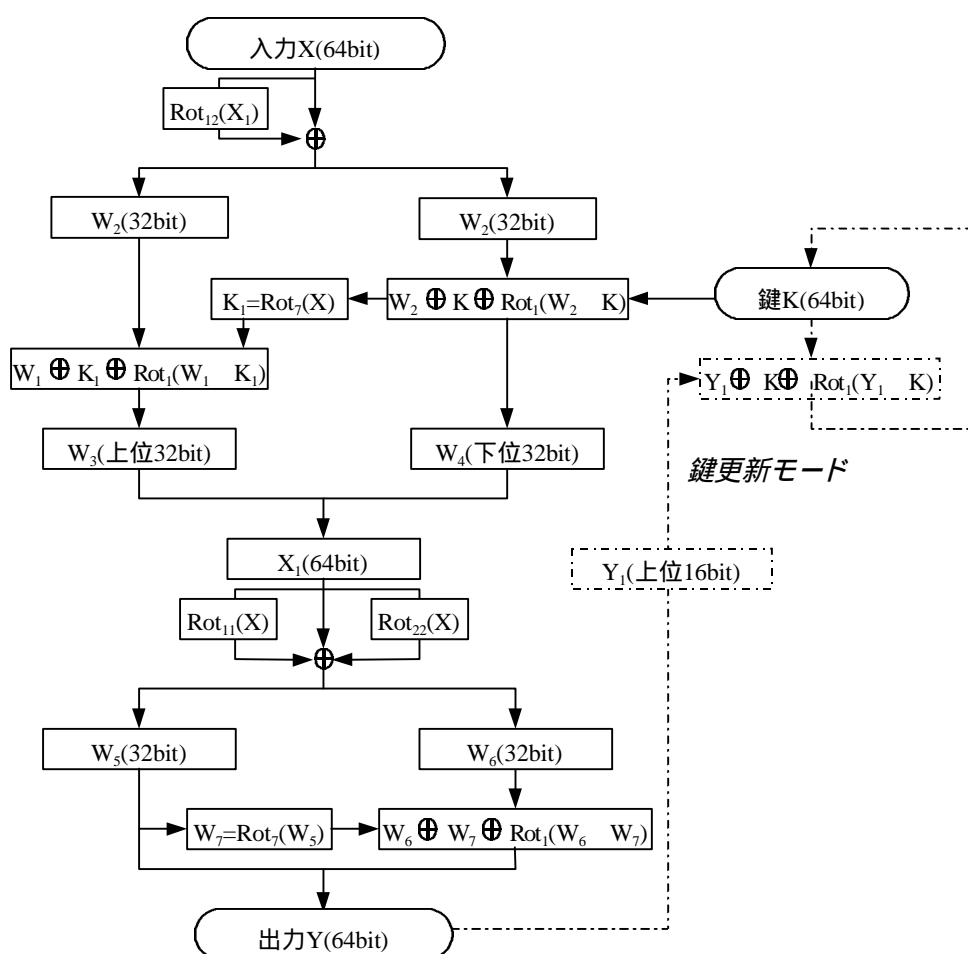 入力X(64bit)
Rot₁₂(X₁)
W₂(32bit)
W₂(32bit)
K₁=Rot₇(X)
W₂ ⊕ K ⊕ Rot₁(W₂ K)
鍵K(64bit)
W₁ ⊕ K₁ ⊕ Rot₁(W₁ K₁)
Y₁ ⊕ K ⊕ Rot₁(Y₁ K)
W₃(上位32bit)
W₄(下位32bit)
鍵更新モード
X₁(64bit)
Y₁(上位16bit)
Rot₁₁(X)
Rot₂₂(X)
W₅(32bit)
W₆(32bit)
W₇=Rot₇(W₅)
W₆ ⊕ W₇ ⊕ Rot₁(W₆ W₇)
出力Y(64bit)